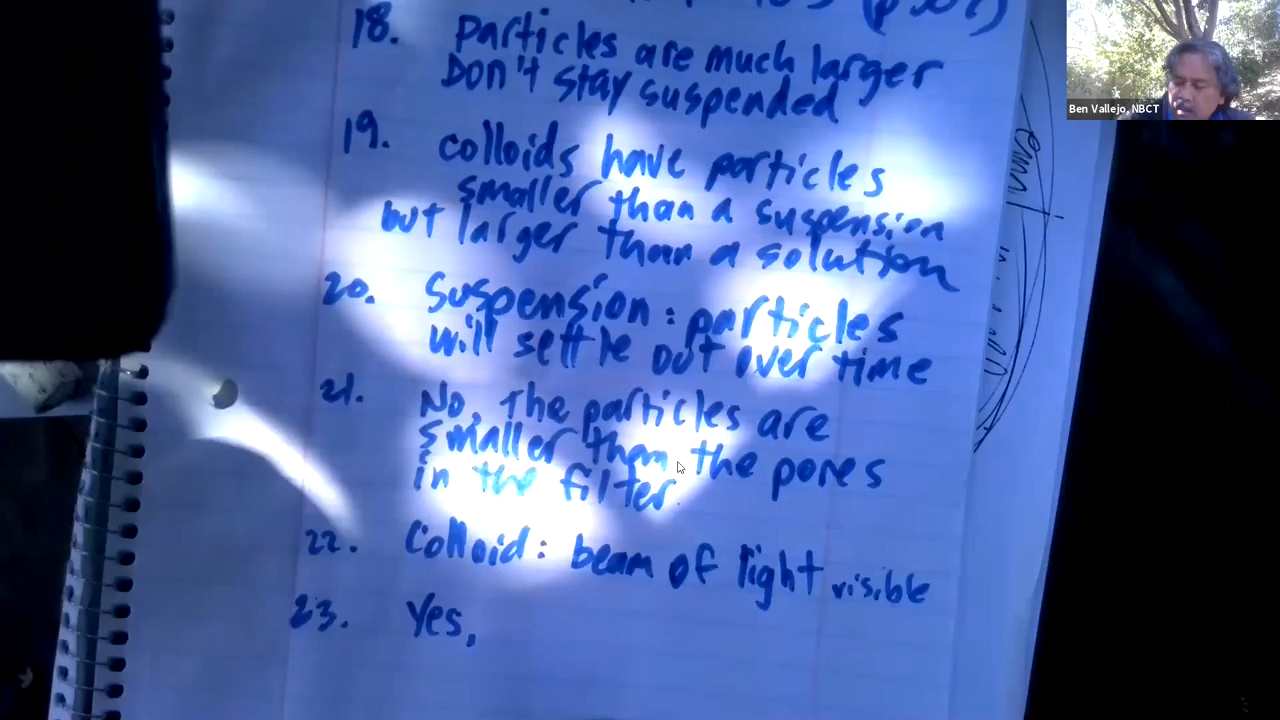 18. particles are much larger
Don't stay suspended
19. colloids have particles
smaller than a suspension
but larger than a solution
20. Suspension: particles
will settle out over time
21. No, The particles are
smaller than the pores
in the filter.
22. Colloid: beam of light visible
23. Yes,
Ben Vallejo, NBCT